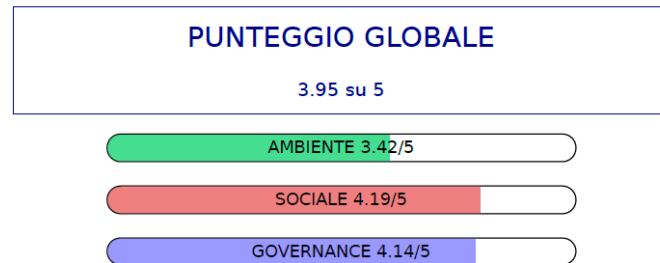 PUNTEGGIO GLOBALE
3.95 su 5
AMBIENTE 3.42/5
SOCIALE 4.19/5
GOVERNANCE 4.14/5